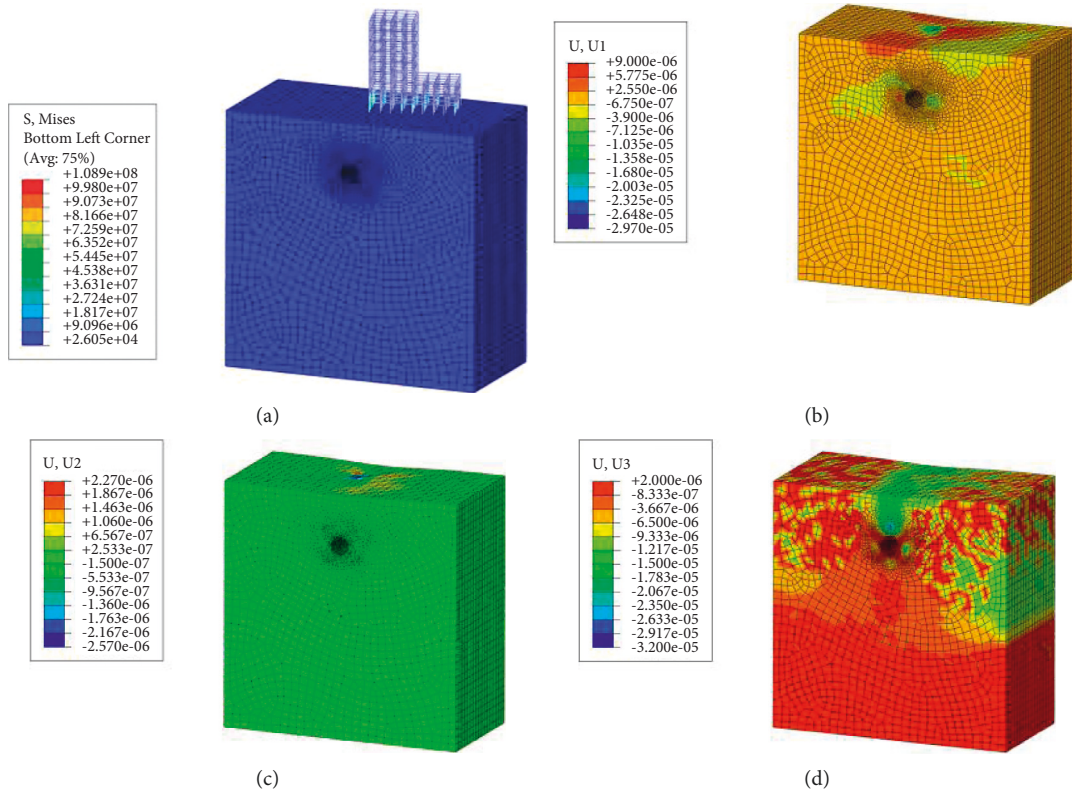 S, Mises
Bottom Left Corner
(Avg: 75%)
+1.089e+08
+9.980e+07
+9.073e+07
+8.166e+07
+7.259e+07
+6.352e+07
+5.445e+07
+4.538e+07
+3.631e+07
+2.724e+07
+1.817e+07
+9.096e+06
+2.605e+04
(a)
U, U1
+9.000e-06
+5.775e-06
+2.550e-06
-6.750e-07
-3.900e-06
-7.125e-06
-1.035e-05
-1.358e-05
-1.680e-05
-2.003e-05
-2.325e-05
-2.648e-05
-2.970e-05
(b)
U, U2
+2.270e-06
+1.867e-06
+1.463e-06
+1.060e-06
+6.567e-07
+2.533e-07
-1.500e-07
-5.533e-07
-9.567e-07
-1.360e-06
-1.763e-06
-2.167e-06
-2.570e-06
(c)
U, U3
+2.000e-06
-8.333e-07
-3.667e-06
-6.500e-06
-9.333e-06
-1.217e-05
-1.500e-05
-1.783e-05
-2.067e-05
-2.350e-05
-2.633e-05
-2.917e-05
-3.200e-05
(d)